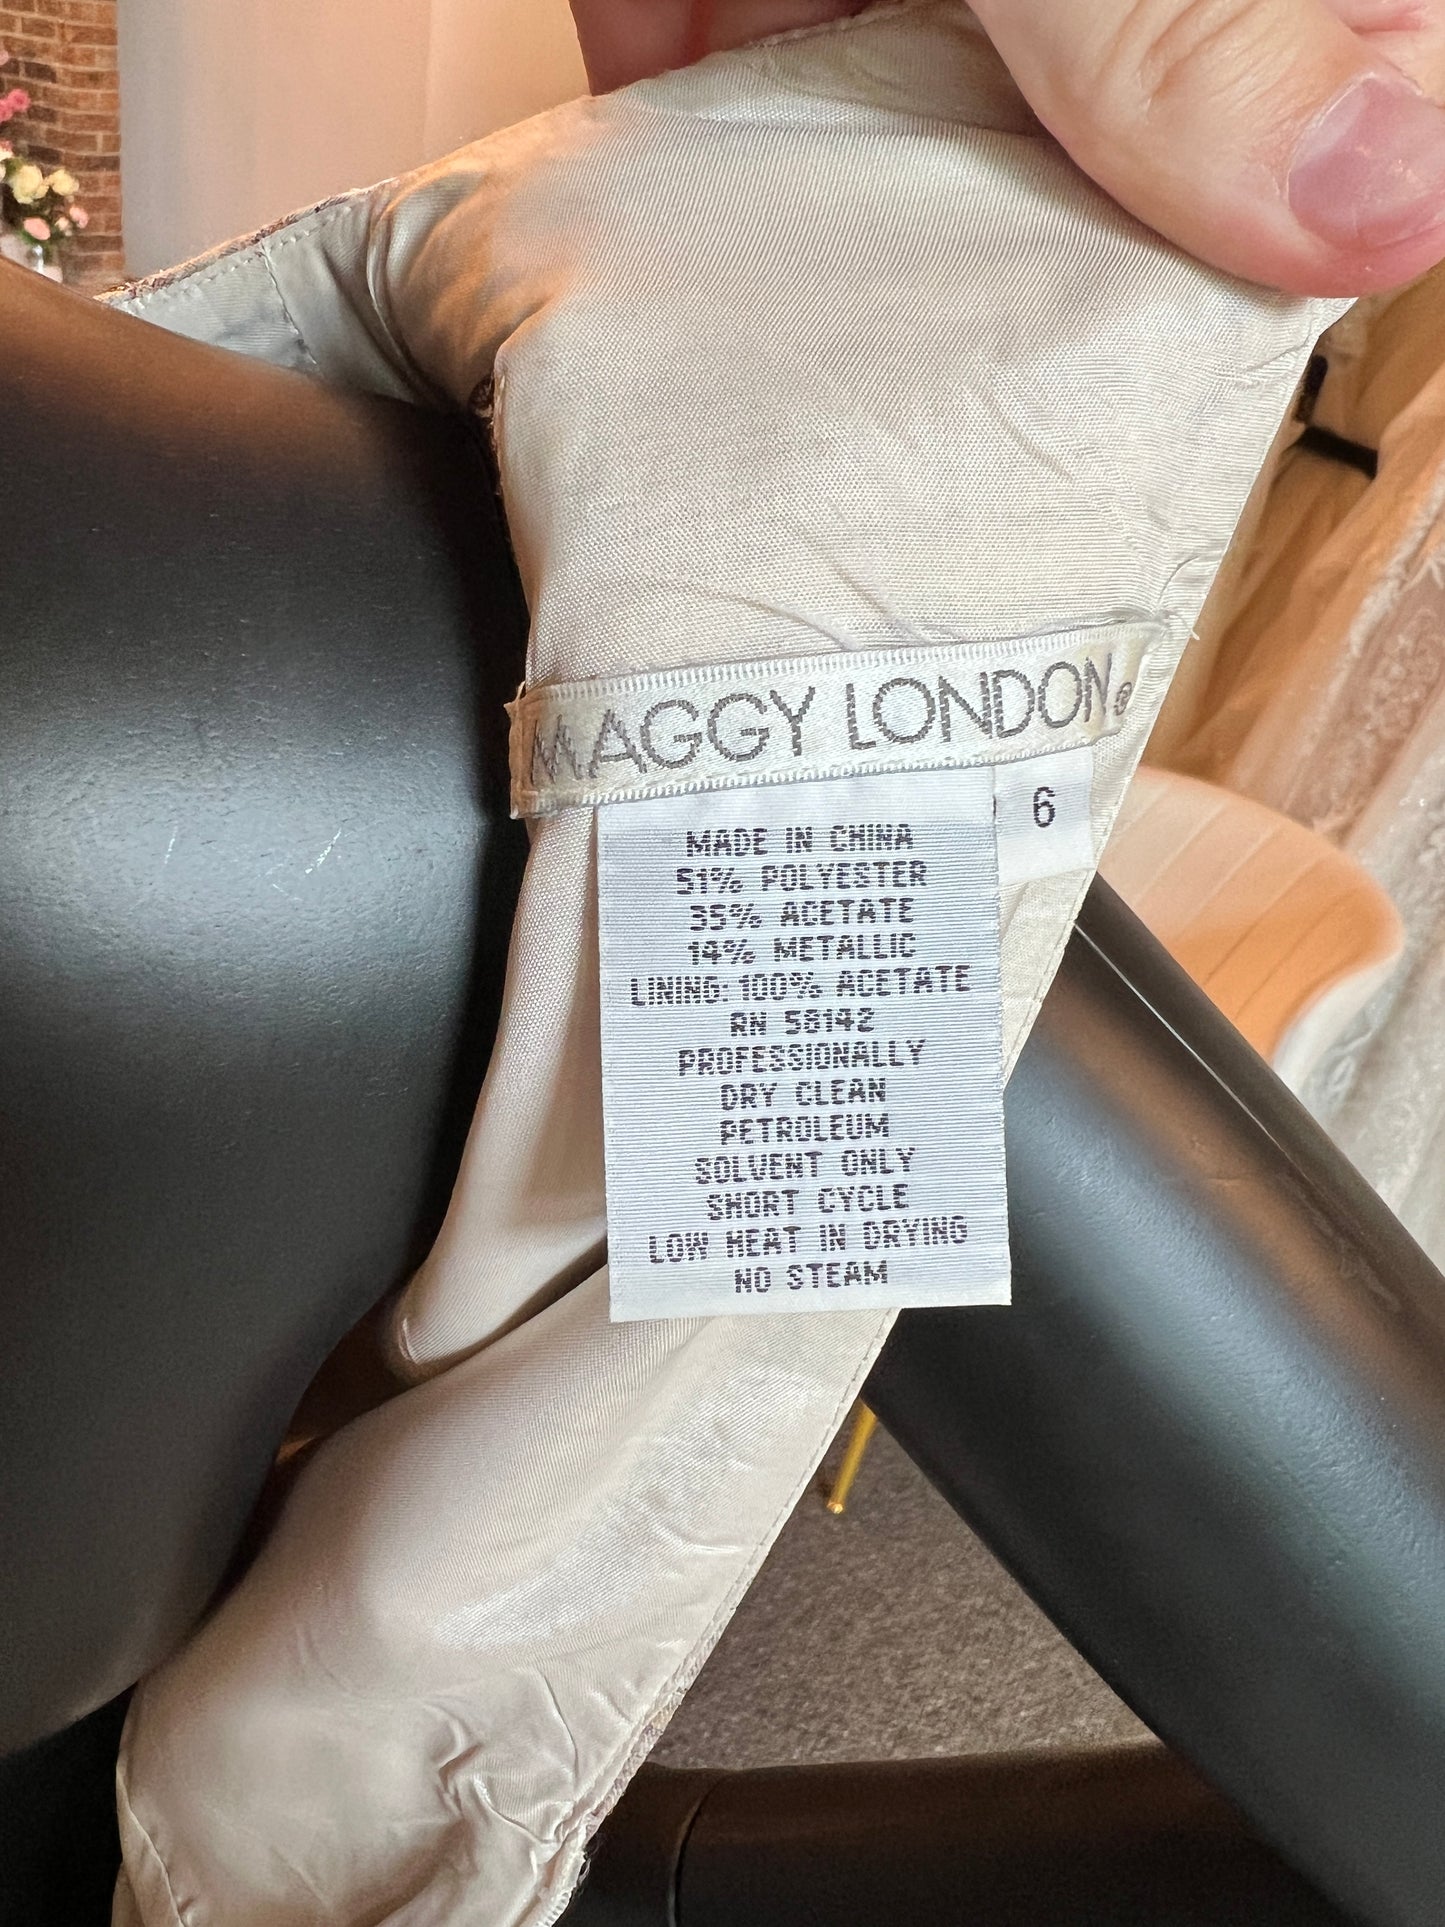 MAGGY LONDON®
6
MADE IN CHINA
51% POLYESTER
35% ACETATE
14% METALLIC
LINING: 100% ACETATE
RN 58142
PROFESSIONALLY
DRY CLEAN
PETROLEUM
SOLVENT ONLY
SHORT CYCLE
LOW HEAT IN DRYING
NO STEAM